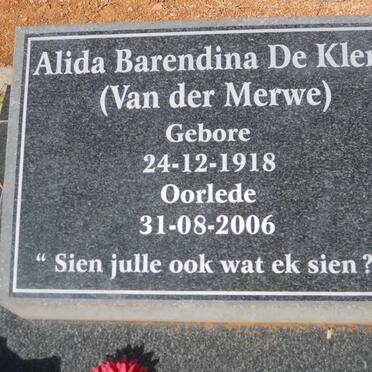 Alida Barendina De Kler
(Van der Merwe)
Gebore
24-12-1918
Oorlede
31-08-2006
“ Sien julle ook wat ek sien ?